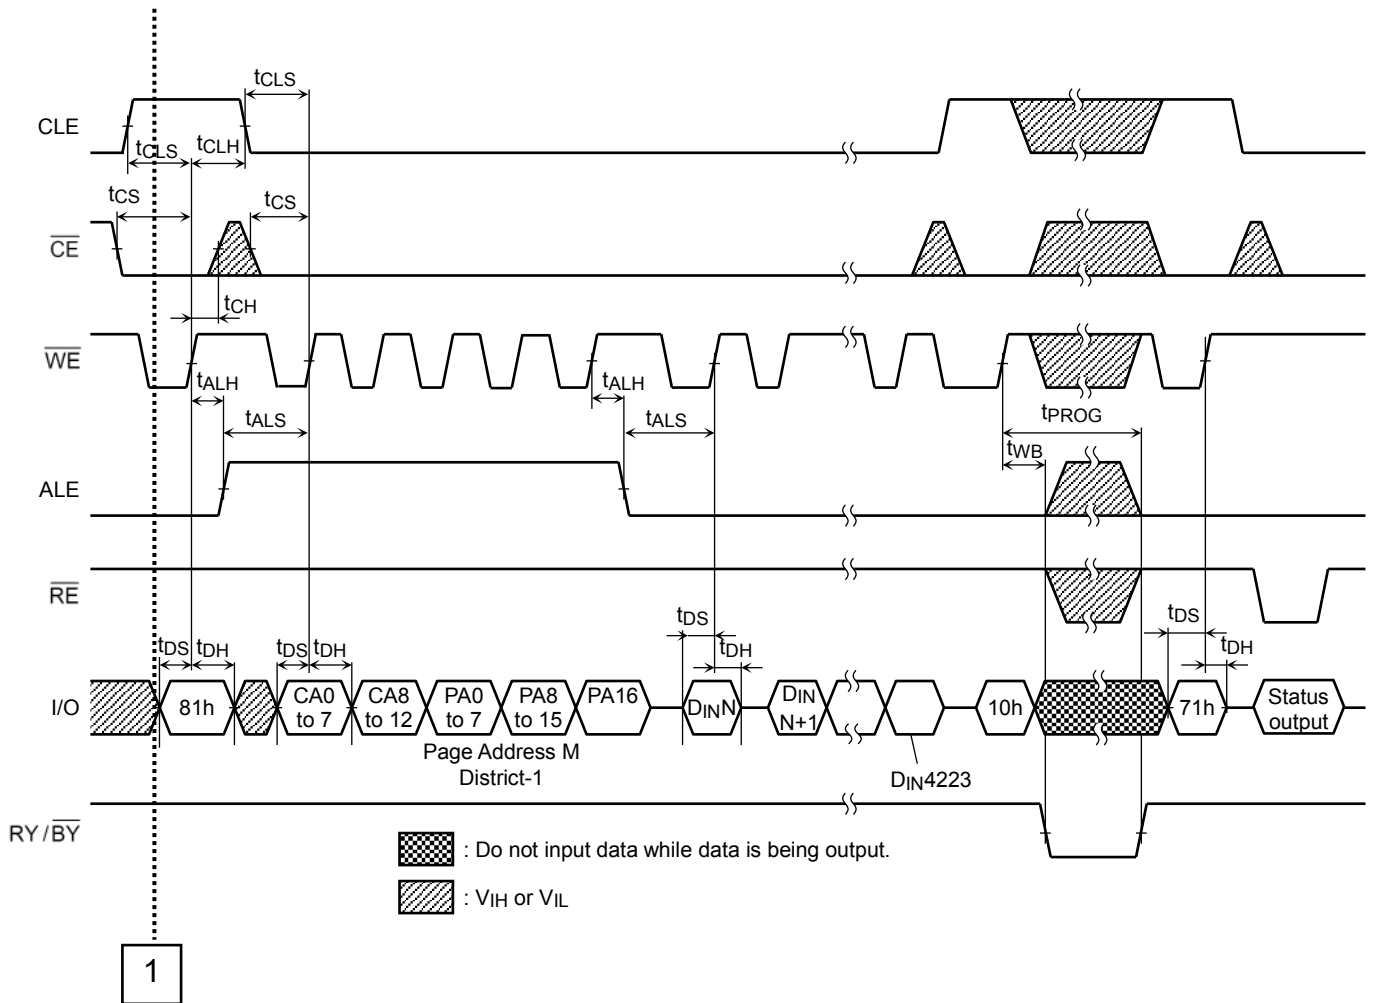 tCLS
CLE
tCLS tCLH
tCS tCS
CE
tCH
WE
tALH tALH
tALS tALS tPROG
tWB
ALE
RE
tDS tDH tDS tDH tDS tDH tDS tDH
I/O
81h
CA0 to 7
CA8 to 12
PA0 to 7
PA8 to 15
PA16
DINN
DIN N+1
10h
71h
Status output
Page Address M
District-1
DIN4223
RY/BY
: Do not input data while data is being output.
: VIH or VIL
1